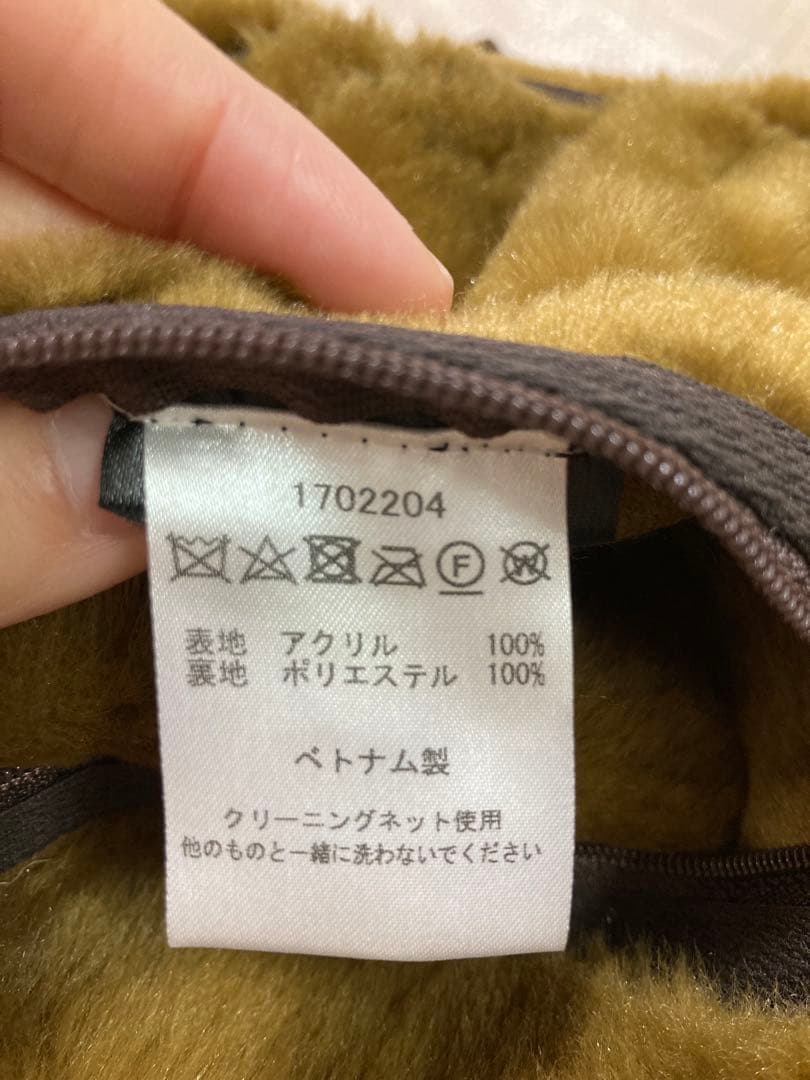 1702204
F W
表地 アクリル 100%
裏地 ポリエステル 100%
ベトナム製
クリーニングネット使用
他のものと一緒に洗わないでください